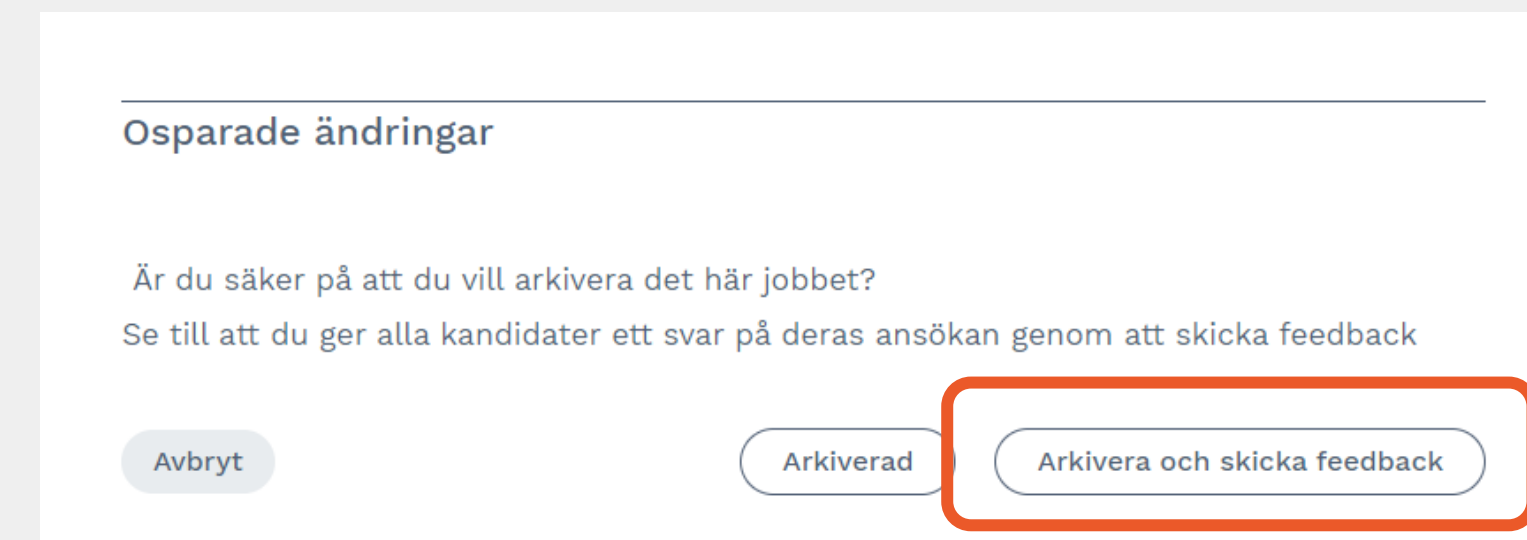 Osparade ändringar
Är du säker på att du vill arkivera det här jobbet?
Se till att du ger alla kandidater ett svar på deras ansökan genom att skicka feedback
Avbryt
Arkiverad
Arkivera och skicka feedback